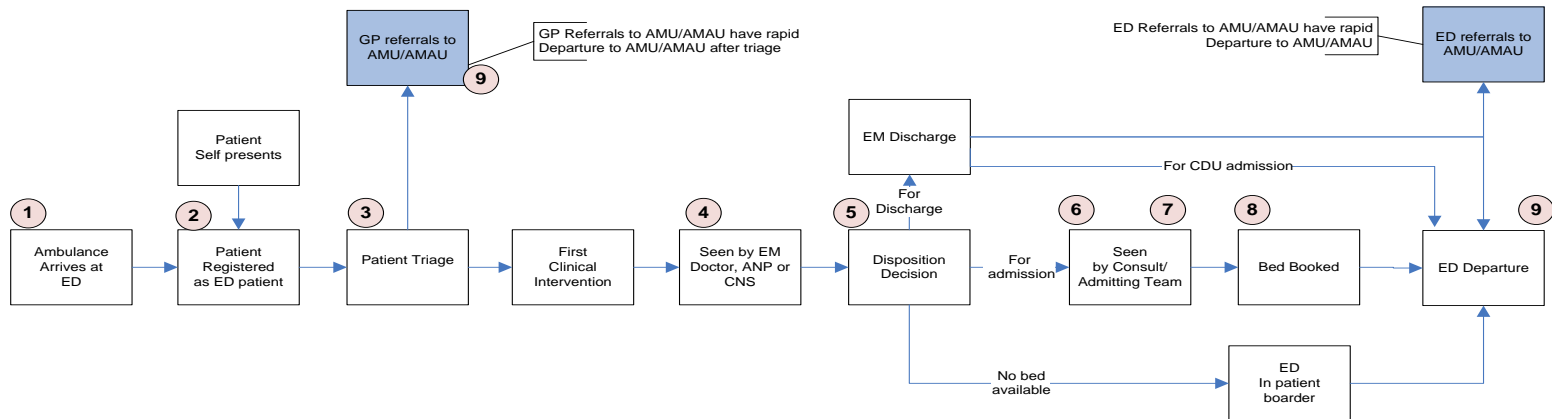 GP referrals to
AMU/AMAU
9
GP Referrals to AMU/AMAU have rapid
Departure to AMU/AMAU after triage
ED Referrals to AMU/AMAU have rapid
Departure to AMU/AMAU
ED referrals to
AMU/AMAU
Patient
Self presents
EM Discharge
For CDU admission
For
Discharge
1
Ambulance
Arrives at
ED
2
Patient
Registered
as ED patient
3
Patient Triage
First
Clinical
Intervention
4
Seen by EM
Doctor, ANP or
CNS
5
Disposition
Decision
For
admission
6
7
Seen
by Consult/
Admitting Team
8
Bed Booked
9
ED Departure
No bed
available
ED
In patient
boarder